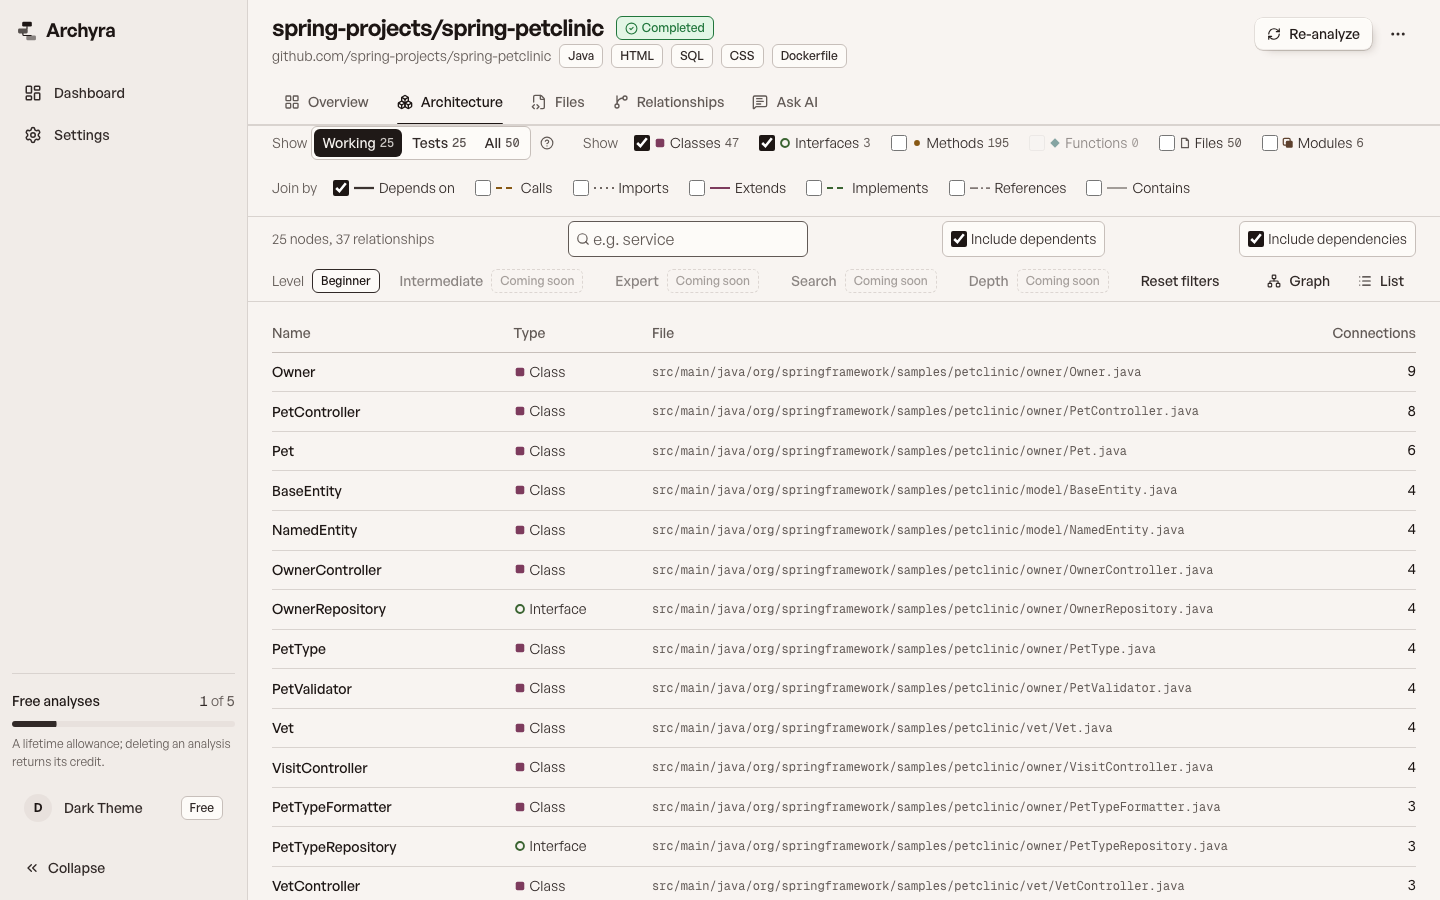 Archyra
Dashboard
Settings
Free analyses 1 of 5
A lifetime allowance; deleting an analysis
returns its credit.
D Dark Theme Free
Collapse
spring-projects/spring-petclinic Completed
github.com/spring-projects/spring-petclinic Java HTML SQL CSS Dockerfile
Re-analyze
Overview Architecture Files Relationships Ask AI
Show Working 25 Tests 25 All 50 Show Classes 47 Interfaces 3 Methods 195 Functions 0 Files 50 Modules 6
Join by Depends on Calls Imports Extends Implements References Contains
25 nodes, 37 relationships e.g. service Include dependents Include dependencies
Level Beginner Intermediate Coming soon Expert Coming soon Search Coming soon Depth Coming soon Reset filters Graph List
Name Type File Connections
Owner Class src/main/java/org/springframework/samples/petclinic/owner/Owner.java 9
PetController Class src/main/java/org/springframework/samples/petclinic/owner/PetController.java 8
Pet Class src/main/java/org/springframework/samples/petclinic/owner/Pet.java 6
BaseEntity Class src/main/java/org/springframework/samples/petclinic/model/BaseEntity.java 4
NamedEntity Class src/main/java/org/springframework/samples/petclinic/model/NamedEntity.java 4
OwnerController Class src/main/java/org/springframework/samples/petclinic/owner/OwnerController.java 4
OwnerRepository Interface src/main/java/org/springframework/samples/petclinic/owner/OwnerRepository.java 4
PetType Class src/main/java/org/springframework/samples/petclinic/owner/PetType.java 4
PetValidator Class src/main/java/org/springframework/samples/petclinic/owner/PetValidator.java 4
Vet Class src/main/java/org/springframework/samples/petclinic/vet/Vet.java 4
VisitController Class src/main/java/org/springframework/samples/petclinic/owner/VisitController.java 4
PetTypeFormatter Class src/main/java/org/springframework/samples/petclinic/owner/PetTypeFormatter.java 3
PetTypeRepository Interface src/main/java/org/springframework/samples/petclinic/owner/PetTypeRepository.java 3
VetController Class src/main/java/org/springframework/samples/petclinic/vet/VetController.java 3